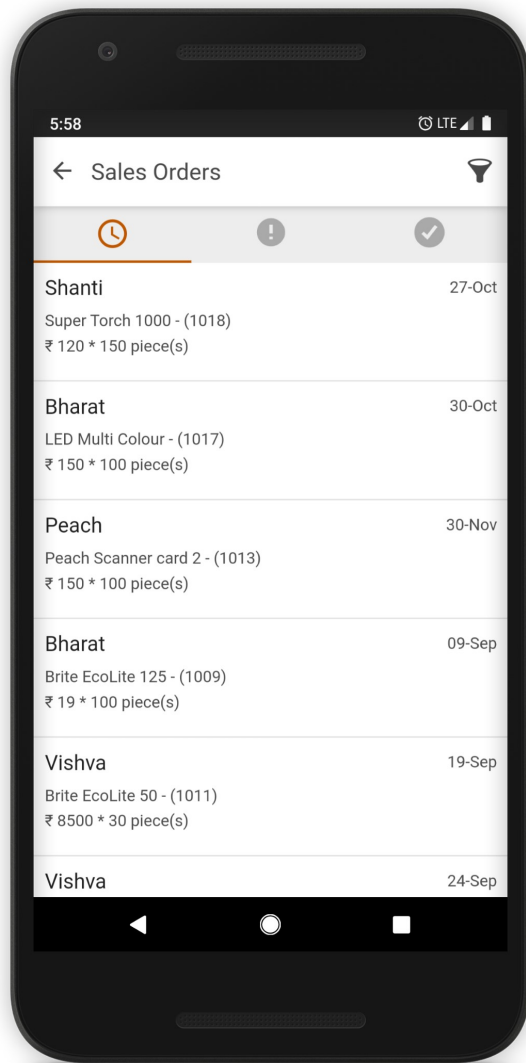 5:58
LTE
Sales Orders
Shanti
27-Oct
Super Torch 1000 - (1018)
₹ 120 * 150 piece(s)
Bharat
30-Oct
LED Multi Colour - (1017)
₹ 150 * 100 piece(s)
Peach
30-Nov
Peach Scanner card 2 - (1013)
₹ 150 * 100 piece(s)
Bharat
09-Sep
Brite EcoLite 125 - (1009)
₹ 19 * 100 piece(s)
Vishva
19-Sep
Brite EcoLite 50 - (1011)
₹ 8500 * 30 piece(s)
Vishva
24-Sep